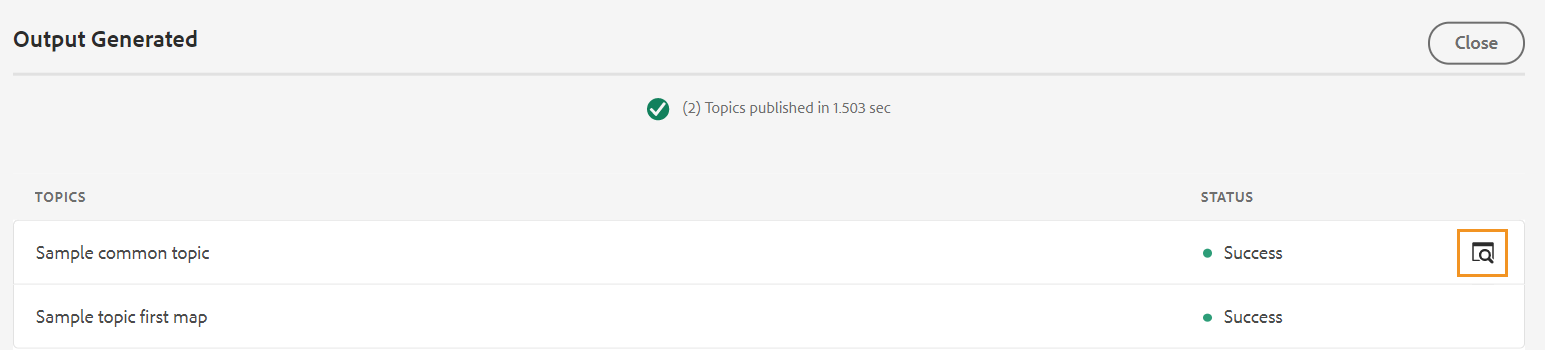 Output Generated
Close
(2) Topics published in 1.503 sec
TOPICS STATUS
Sample common topic Success
Sample topic first map Success